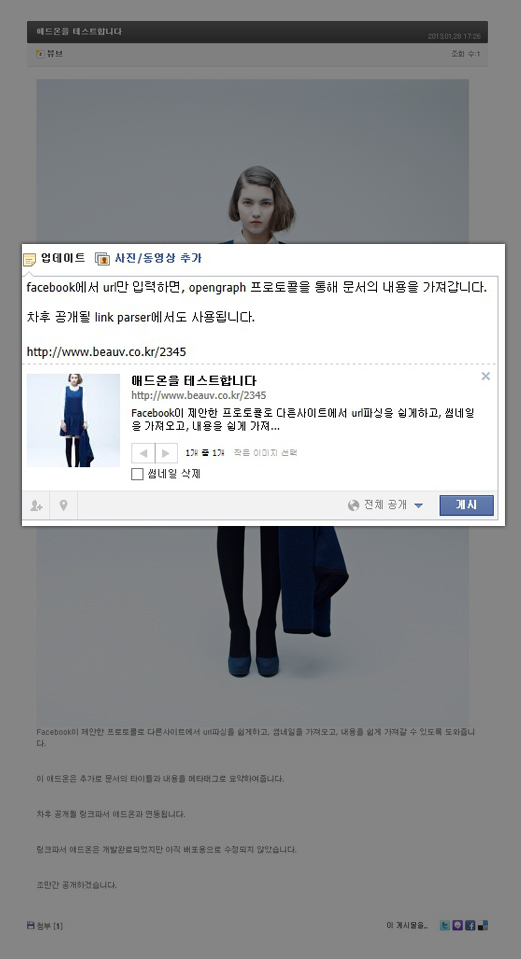 애드온을 테스트합니다
2013.01.28 17:26
뷰브
조회 수:1
업데이트 사진/동영상 추가
facebook에서 url만 입력하면, opengraph 프로토콜을 통해 문서의 내용을 가져갑니다.
차후 공개될 link parser에서도 사용됩니다.
http://www.beauv.co.kr/2345
애드온을 테스트합니다
http://www.beauv.co.kr/2345
Facebook이 제안한 프로토콜로 다른사이트에서 url파싱을 쉽게하고, 썸네일
을 가져오고, 내용을 쉽게 가져...
1개 중 1개 작은 이미지 선택
썸네일 삭제
전체 공개
게시
Facebook이 제안한 프로토콜로 다른사이트에서 url파싱을 쉽게하고, 썸네일을 가져오고, 내용을 쉽게 가져갈 수 있도록 도와줍니
다.
이 애드온은 추가로 문서의 타이틀과 내용을 메타태그로 요약하여줍니다.
차후 공개될 링크파서 애드온과 연동됩니다.
링크파서 애드온은 개발완료되었지만 아직 배포용으로 수정되지 않았습니다.
조만간 공개하겠습니다.
첨부 [1]
이 게시물을..